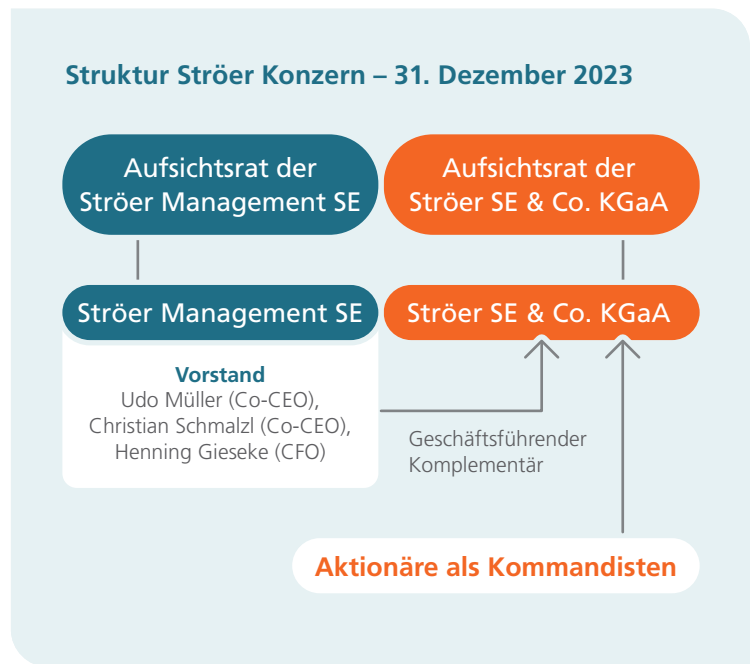 Struktur Ströer Konzern – 31. Dezember 2023
Aufsichtsrat der
Ströer Management SE
Aufsichtsrat der
Ströer SE & Co. KGaA
Ströer Management SE
Ströer SE & Co. KGaA
Vorstand
Udo Müller (Co-CEO),
Christian Schmalzl (Co-CEO),
Henning Gieseke (CFO)
Geschäftsführender
Komplementär
Aktionäre als Kommandisten